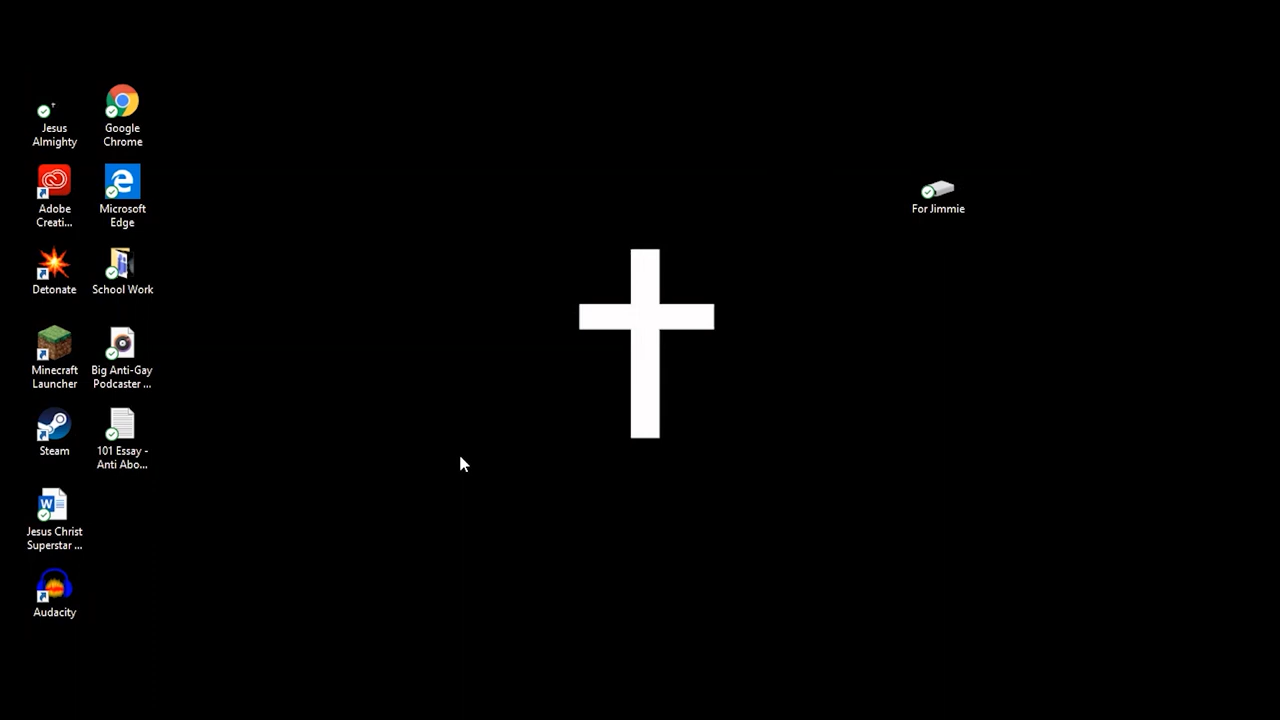 Jesus
Almighty
Google
Chrome
Adobe
Creati...
Microsoft
Edge
Detonate
School Work
Minecraft
Launcher
Big Anti-Gay
Podcaster ...
Steam
101 Essay -
Anti Abo...
Jesus Christ
Superstar ...
Audacity
For Jimmie